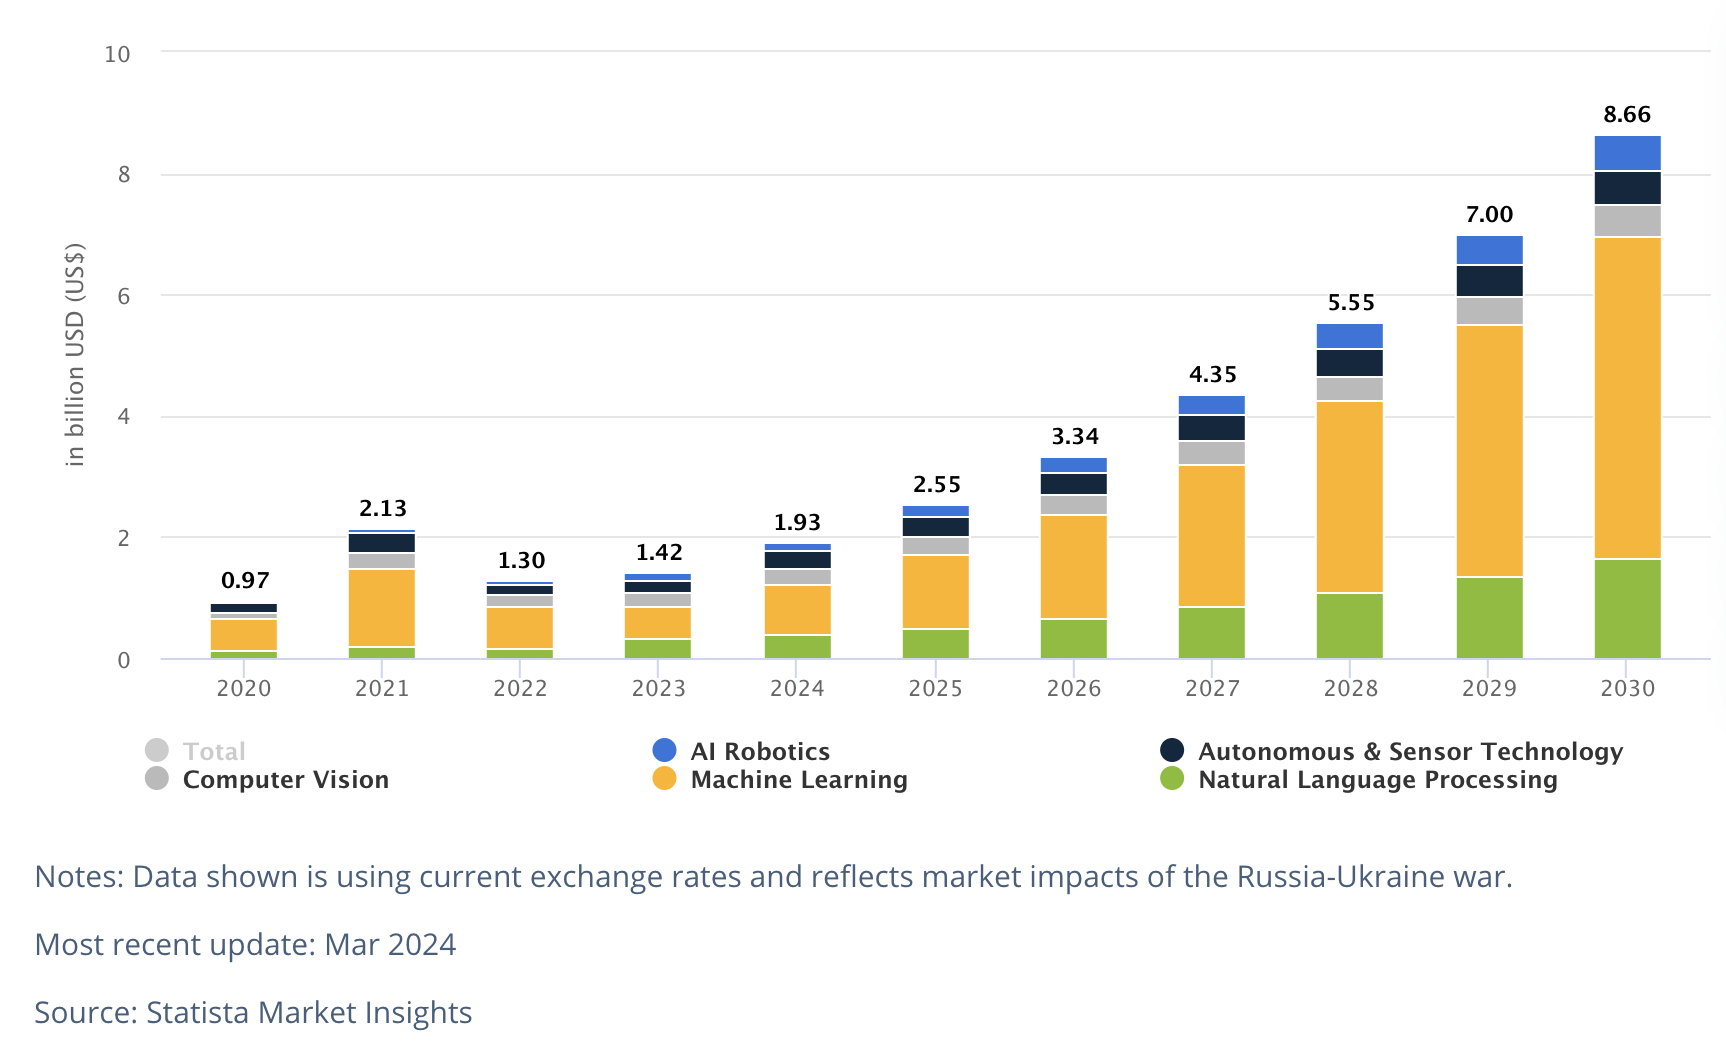 10
8
6
4
2
0
in billion USD (US$)
0.97
2.13
1.30
1.42
1.93
2.55
3.34
4.35
5.55
7.00
8.66
2020
2021
2022
2023
2024
2025
2026
2027
2028
2029
2030
Total
AI Robotics
Autonomous & Sensor Technology
Computer Vision
Machine Learning
Natural Language Processing
Notes: Data shown is using current exchange rates and reflects market impacts of the Russia-Ukraine war.
Most recent update: Mar 2024
Source: Statista Market Insights